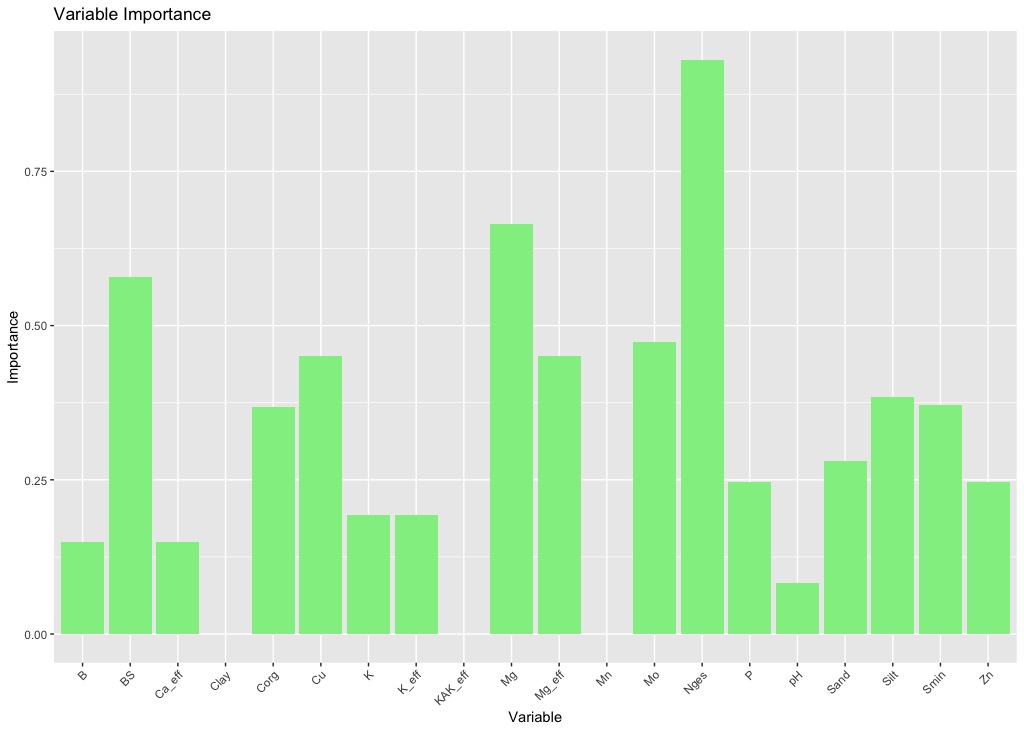 Variable Importance
Importance
0.75
0.50
0.25
0.00
B
BS
Ca_eff
Clay
Corg
Cu
K
K_eff
KAK_eff
Mg
Mg_eff
Mn
Mo
Nges
P
pH
Sand
Silt
Smin
Zn
Variable